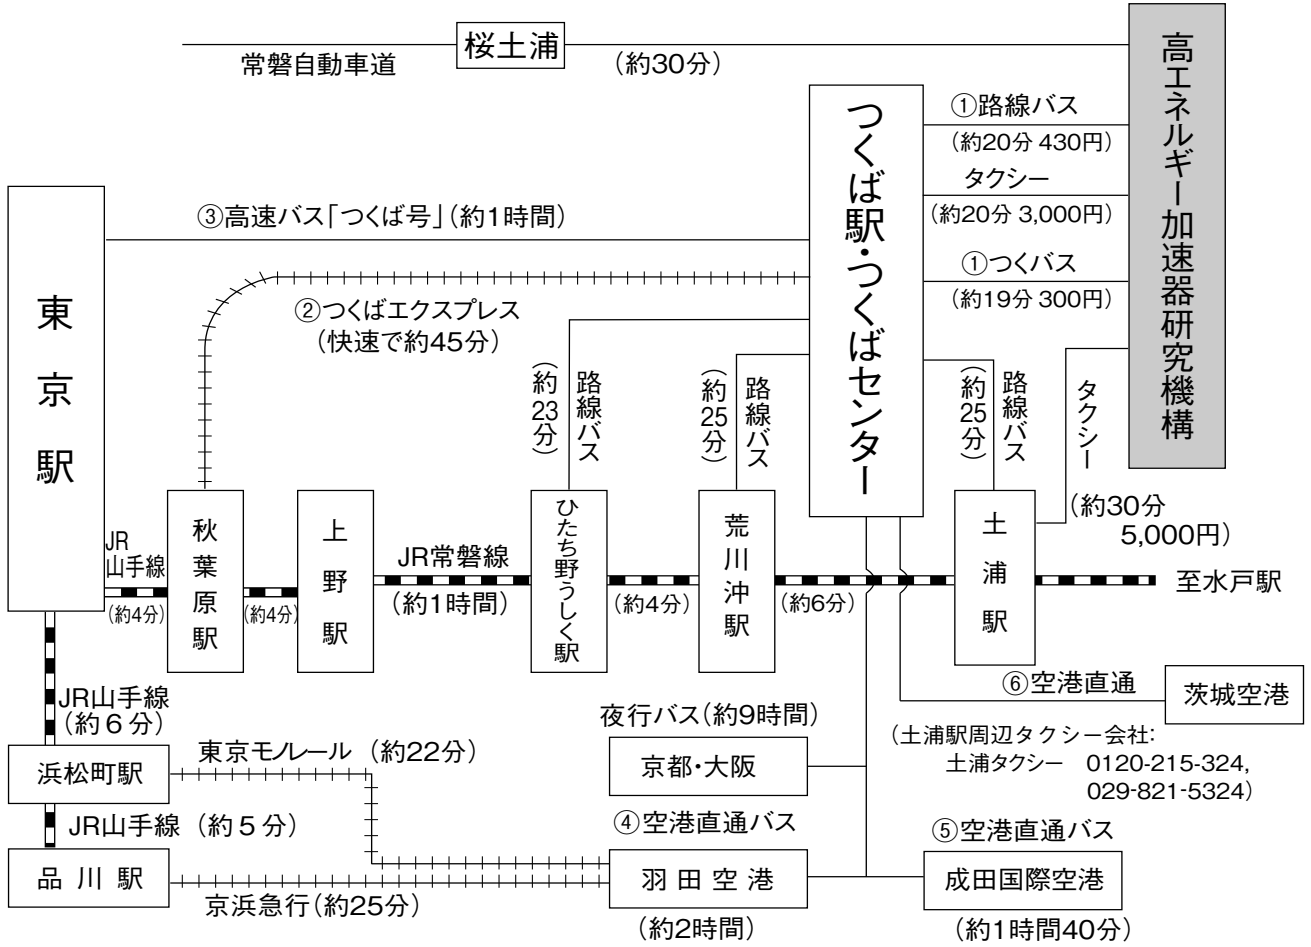 常磐自動車道
桜土浦
(約30分)
高エネルギー加速器研究機構
つくば駅・つくばセンター
①路線バス
(約20分 430円)
タクシー
(約20分 3,000円)
①つくバス
(約19分 300円)
東京駅
③高速バス「つくば号」(約1時間)
②つくばエクスプレス
(快速で約45分)
路線バス
(約23分)
路線バス
(約25分)
路線バス
(約25分)
タクシー
(約30分
5,000円)
JR
山手線
(約4分)
秋葉原駅
(約4分)
上野駅
JR常磐線
(約1時間)
ひたち野うしく駅
(約4分)
荒川沖駅
(約6分)
土浦駅
至水戸駅
JR山手線
(約6分)
⑥空港直通
茨城空港
(土浦駅周辺タクシー会社:
土浦タクシー 0120-215-324,
029-821-5324)
夜行バス(約9時間)
京都・大阪
浜松町駅
東京モノレール (約22分)
JR山手線 (約5分)
④空港直通バス
⑤空港直通バス
品川駅
京浜急行(約25分)
羽田空港
(約2時間)
成田国際空港
(約1時間40分)